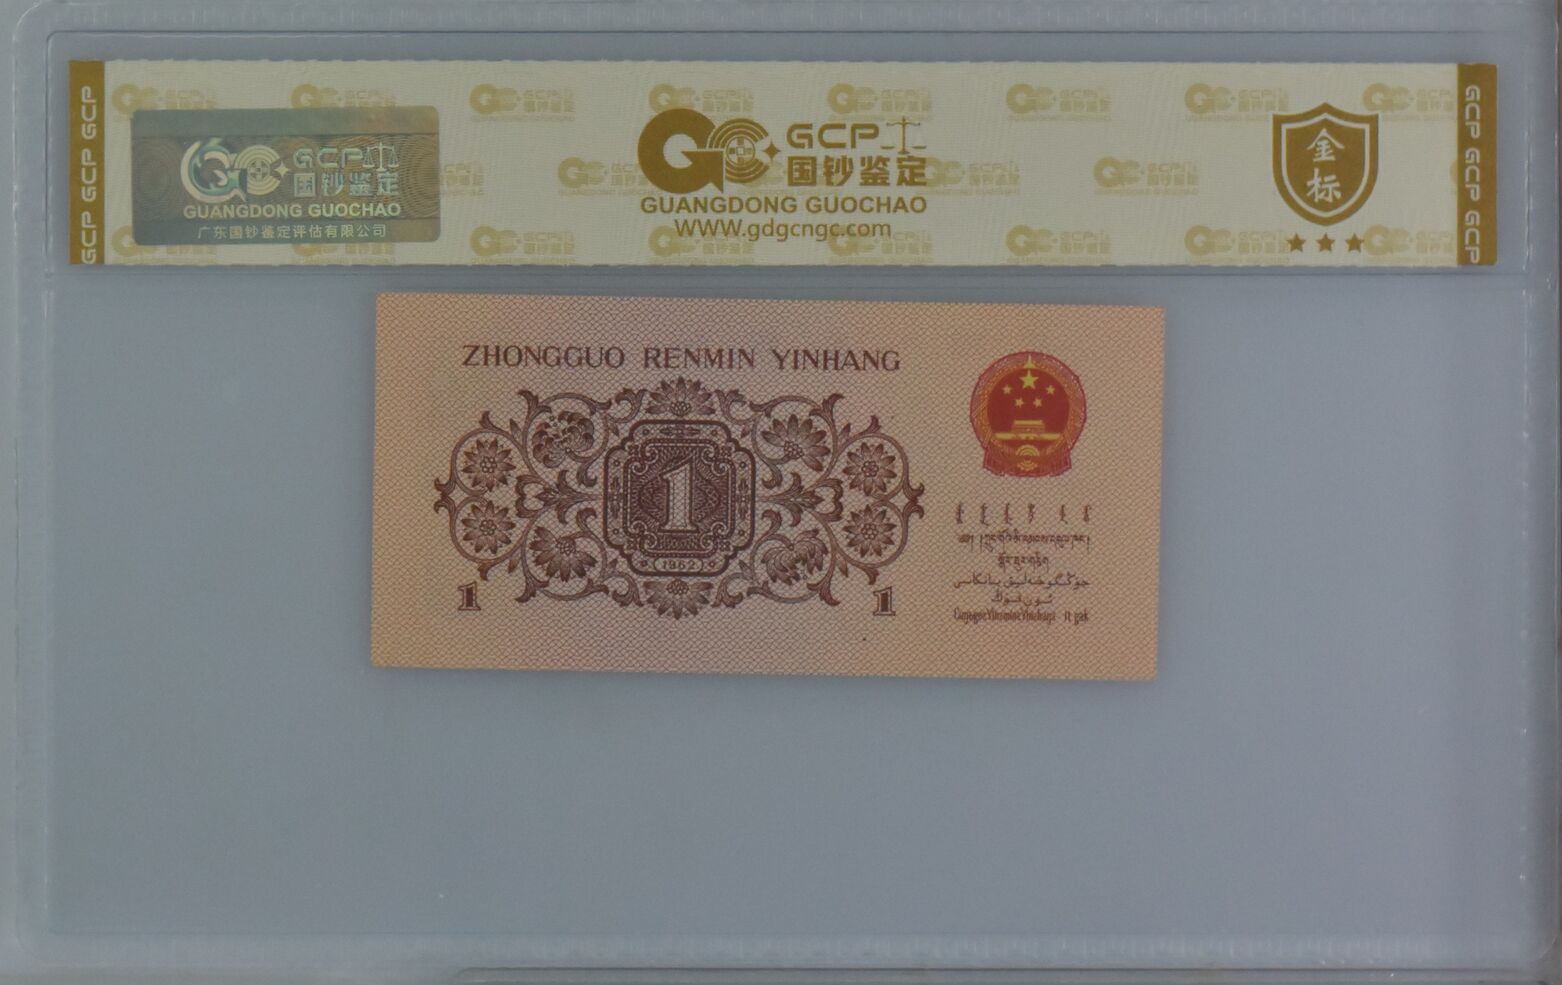 GCP GCP GCP
GCP
国钞鉴定
GUANGDONG GUOCHAO
广东国钞鉴定评估有限公司
GCP
国钞鉴定
GUANGDONG GUOCHAO
WWW.gdgcngc.com
金
标
GCP GCP GCP
ZHONGGUO RENMIN YINHANG
1
(1962)
1
1